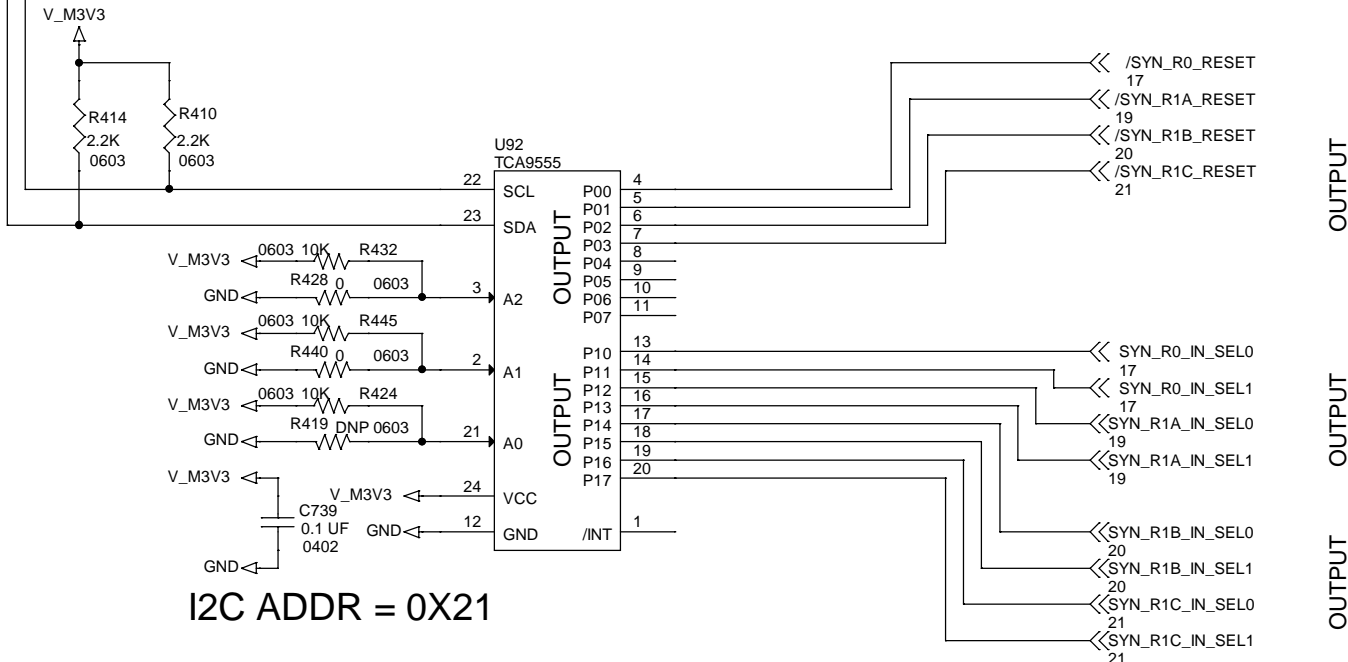 V_M3V3
R414
2.2K
0603
R410
2.2K
0603
U92
TCA9555
22 SCL
23 SDA
V_M3V3 0603 10K R432
GND R428 0 0603 3 A2
V_M3V3 0603 10K R445
GND R440 0 0603 2 A1
V_M3V3 0603 10K R424
GND R419 DNP 0603 21 A0
V_M3V3
C739
0.1 UF
0402
GND
V_M3V3 24 VCC
GND 12 GND
/INT 1
OUTPUT
P00 4
P01 5
P02 6
P03 7
P04 8
P05 9
P06 10
P07 11
OUTPUT
P10 13
P11 14
P12 15
P13 16
P14 17
P15 18
P16 19
P17 20
/SYN_R0_RESET
17
/SYN_R1A_RESET
19
/SYN_R1B_RESET
20
/SYN_R1C_RESET
21
OUTPUT
SYN_R0_IN_SEL0
17
SYN_R0_IN_SEL1
17
SYN_R1A_IN_SEL0
19
SYN_R1A_IN_SEL1
19
OUTPUT
SYN_R1B_IN_SEL0
20
SYN_R1B_IN_SEL1
20
SYN_R1C_IN_SEL0
21
SYN_R1C_IN_SEL1
21
OUTPUT
I2C ADDR = 0X21